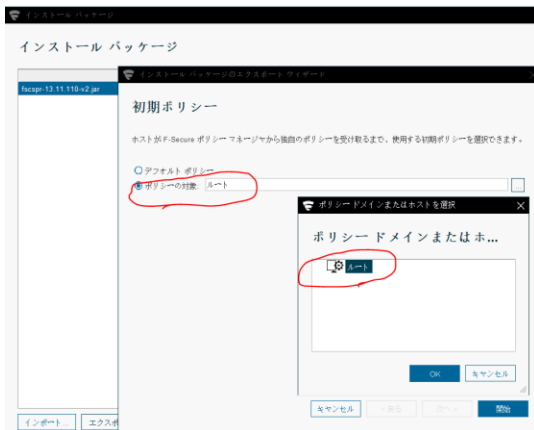 インストール パッケージ
インストール パッケージ
fscspr-13.11.110-v2.jar
インストール パッケージのエクスポート ウィザード
初期ポリシー
ホストが F-Secure ポリシー マネージャから独自のポリシーを受け取るまで、使用する初期ポリシーを選択できます。
デフォルト ポリシー
ポリシーの対象: ルート
...
ポリシー ドメインまたはホストを選択
ポリシー ドメインまたはホ...
ルート
OK
キャンセル
キャンセル
< 戻る
次へ >
開始
インポート...
エクスポ